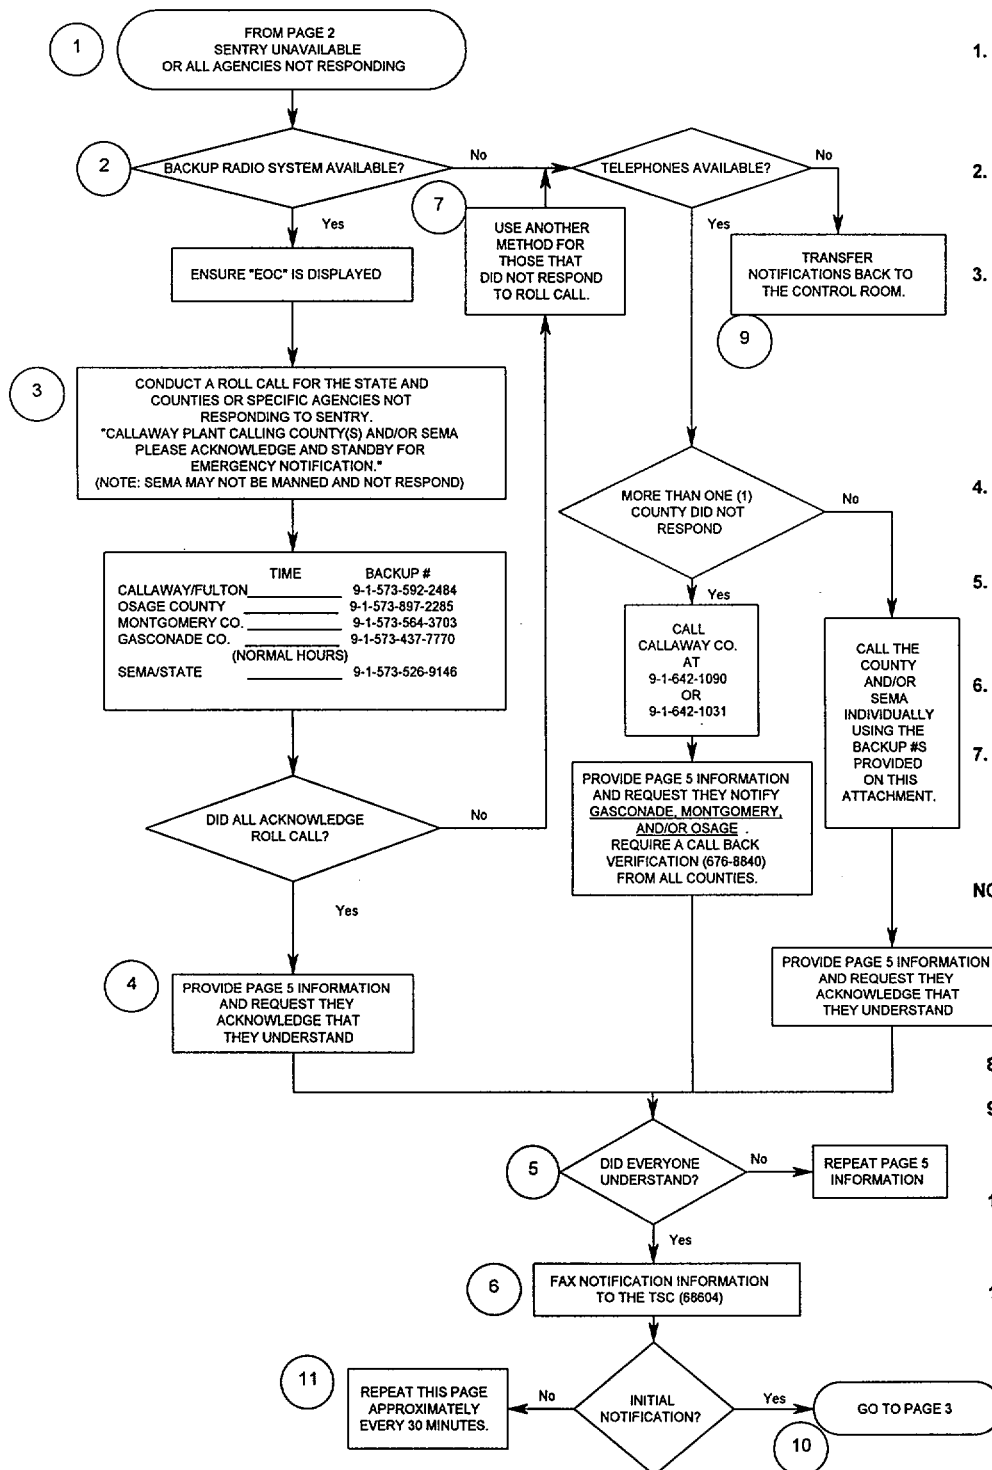 1
FROM PAGE 2
SENTRY UNAVAILABLE
OR ALL AGENCIES NOT RESPONDING
1.
2
BACKUP RADIO SYSTEM AVAILABLE?
No
TELEPHONES AVAILABLE?
No
2.
Yes
7
USE ANOTHER
METHOD FOR
THOSE THAT
DID NOT RESPOND
TO ROLL CALL.
Yes
ENSURE "EOC" IS DISPLAYED
TRANSFER
NOTIFICATIONS BACK TO
THE CONTROL ROOM.
3.
9
3
CONDUCT A ROLL CALL FOR THE STATE AND
COUNTIES OR SPECIFIC AGENCIES NOT
RESPONDING TO SENTRY.
"CALLAWAY PLANT CALLING COUNTY(S) AND/OR SEMA
PLEASE ACKNOWLEDGE AND STANDBY FOR
EMERGENCY NOTIFICATION."
(NOTE: SEMA MAY NOT BE MANNED AND NOT RESPOND)
MORE THAN ONE (1)
COUNTY DID NOT
RESPOND
No
4.
Yes
TIME BACKUP #
CALLAWAY/FULTON 9-1-573-592-2484
OSAGE COUNTY 9-1-573-897-2285
MONTGOMERY CO. 9-1-573-564-3703
GASCONADE CO. 9-1-573-437-7770
(NORMAL HOURS)
SEMA/STATE 9-1-573-526-9146
5.
CALL
CALLAWAY CO.
AT
9-1-642-1090
OR
9-1-642-1031
CALL THE
COUNTY
AND/OR
SEMA
INDIVIDUALLY
USING THE
BACKUP #S
PROVIDED
ON THIS
ATTACHMENT.
6.
7.
DID ALL ACKNOWLEDGE
ROLL CALL?
No
PROVIDE PAGE 5 INFORMATION
AND REQUEST THEY NOTIFY
GASCONADE, MONTGOMERY,
AND/OR OSAGE .
REQUIRE A CALL BACK
VERIFICATION (676-8840)
FROM ALL COUNTIES.
Yes
4
PROVIDE PAGE 5 INFORMATION
AND REQUEST THEY
ACKNOWLEDGE THAT
THEY UNDERSTAND
PROVIDE PAGE 5 INFORMATION
AND REQUEST THEY
ACKNOWLEDGE THAT
THEY UNDERSTAND
5
DID EVERYONE
UNDERSTAND?
No
REPEAT PAGE 5
INFORMATION
Yes
6
FAX NOTIFICATION INFORMATION
TO THE TSC (68604)
11
REPEAT THIS PAGE
APPROXIMATELY
EVERY 30 MINUTES.
No
INITIAL
NOTIFICATION?
Yes
GO TO PAGE 3
10